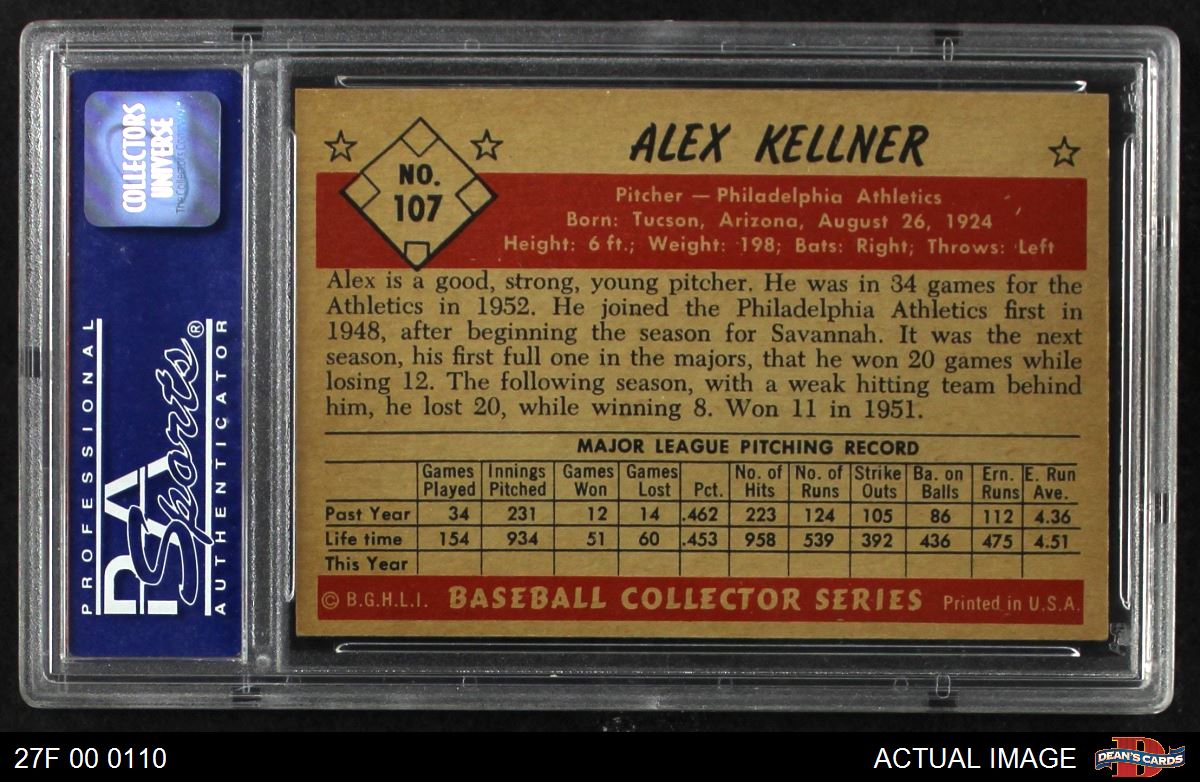 COLLECTORS
UNIVERSE
PROFESSIONAL
PSA
Sports®
AUTHENTICATOR
NO.
107
ALEX KELLNER
Pitcher — Philadelphia Athletics
Born: Tucson, Arizona, August 26, 1924
Height: 6 ft.; Weight: 198; Bats: Right; Throws: Left
Alex is a good, strong, young pitcher. He was in 34 games for the
Athletics in 1952. He joined the Philadelphia Athletics first in
1948, after beginning the season for Savannah. It was the next
season, his first full one in the majors, that he won 20 games while
losing 12. The following season, with a weak hitting team behind
him, he lost 20, while winning 8. Won 11 in 1951.
MAJOR LEAGUE PITCHING RECORD
Games Played Innings Pitched Games Won Games Lost Pct. No. of Hits No. of Runs Strike Outs Ba. on Balls Ern. Runs E. Run Ave.
Past Year 34 231 12 14 .462 223 124 105 86 112 4.36
Life time 154 934 51 60 .453 958 539 392 436 475 4.51
This Year
© B.G.H.L.I. BASEBALL COLLECTOR SERIES Printed in U.S.A.
27F 00 0110
ACTUAL IMAGE
D
DEAN'S CARDS